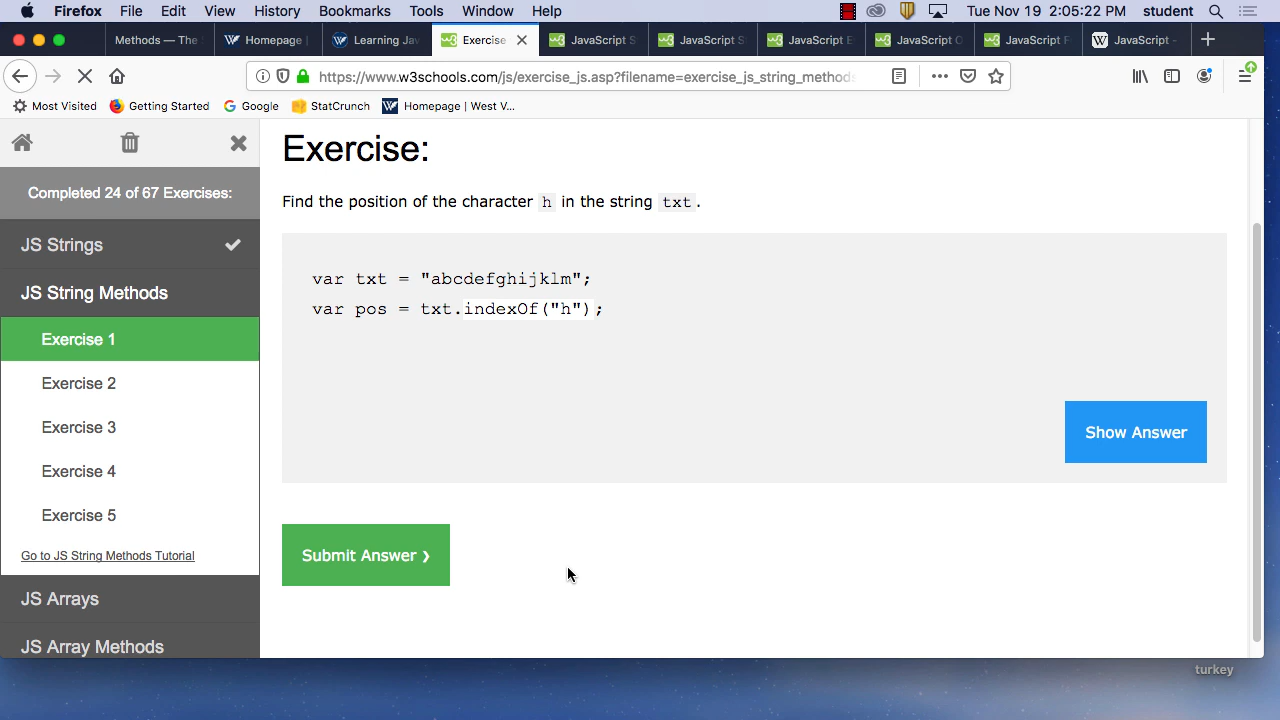 Firefox File Edit View History Bookmarks Tools Window Help Tue Nov 19 2:05:22 PM student
Methods — The Homepage | Learning Jav Exercise JavaScript S JavaScript S JavaScript E JavaScript O JavaScript F JavaScript -
https://www.w3schools.com/js/exercise_js.asp?filename=exercise_js_string_methods
Most Visited Getting Started Google StatCrunch Homepage | West V...
Completed 24 of 67 Exercises:
JS Strings
JS String Methods
Exercise 1
Exercise 2
Exercise 3
Exercise 4
Exercise 5
Go to JS String Methods Tutorial
JS Arrays
JS Array Methods
Exercise:
Find the position of the character h in the string txt.
var txt = "abcdefghijklm";
var pos = txt.indexOf("h");
Show Answer
Submit Answer ❯
turkey